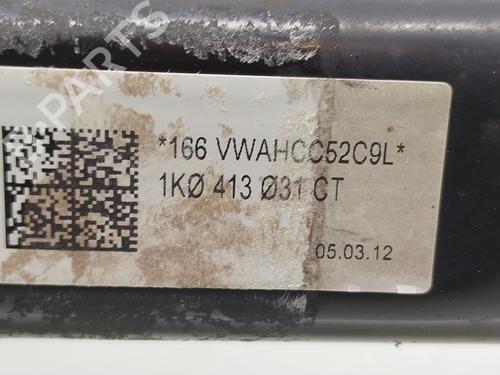 *166 VWAHCC52C9L*
1KØ 413 Ø31 CT
05.03.12